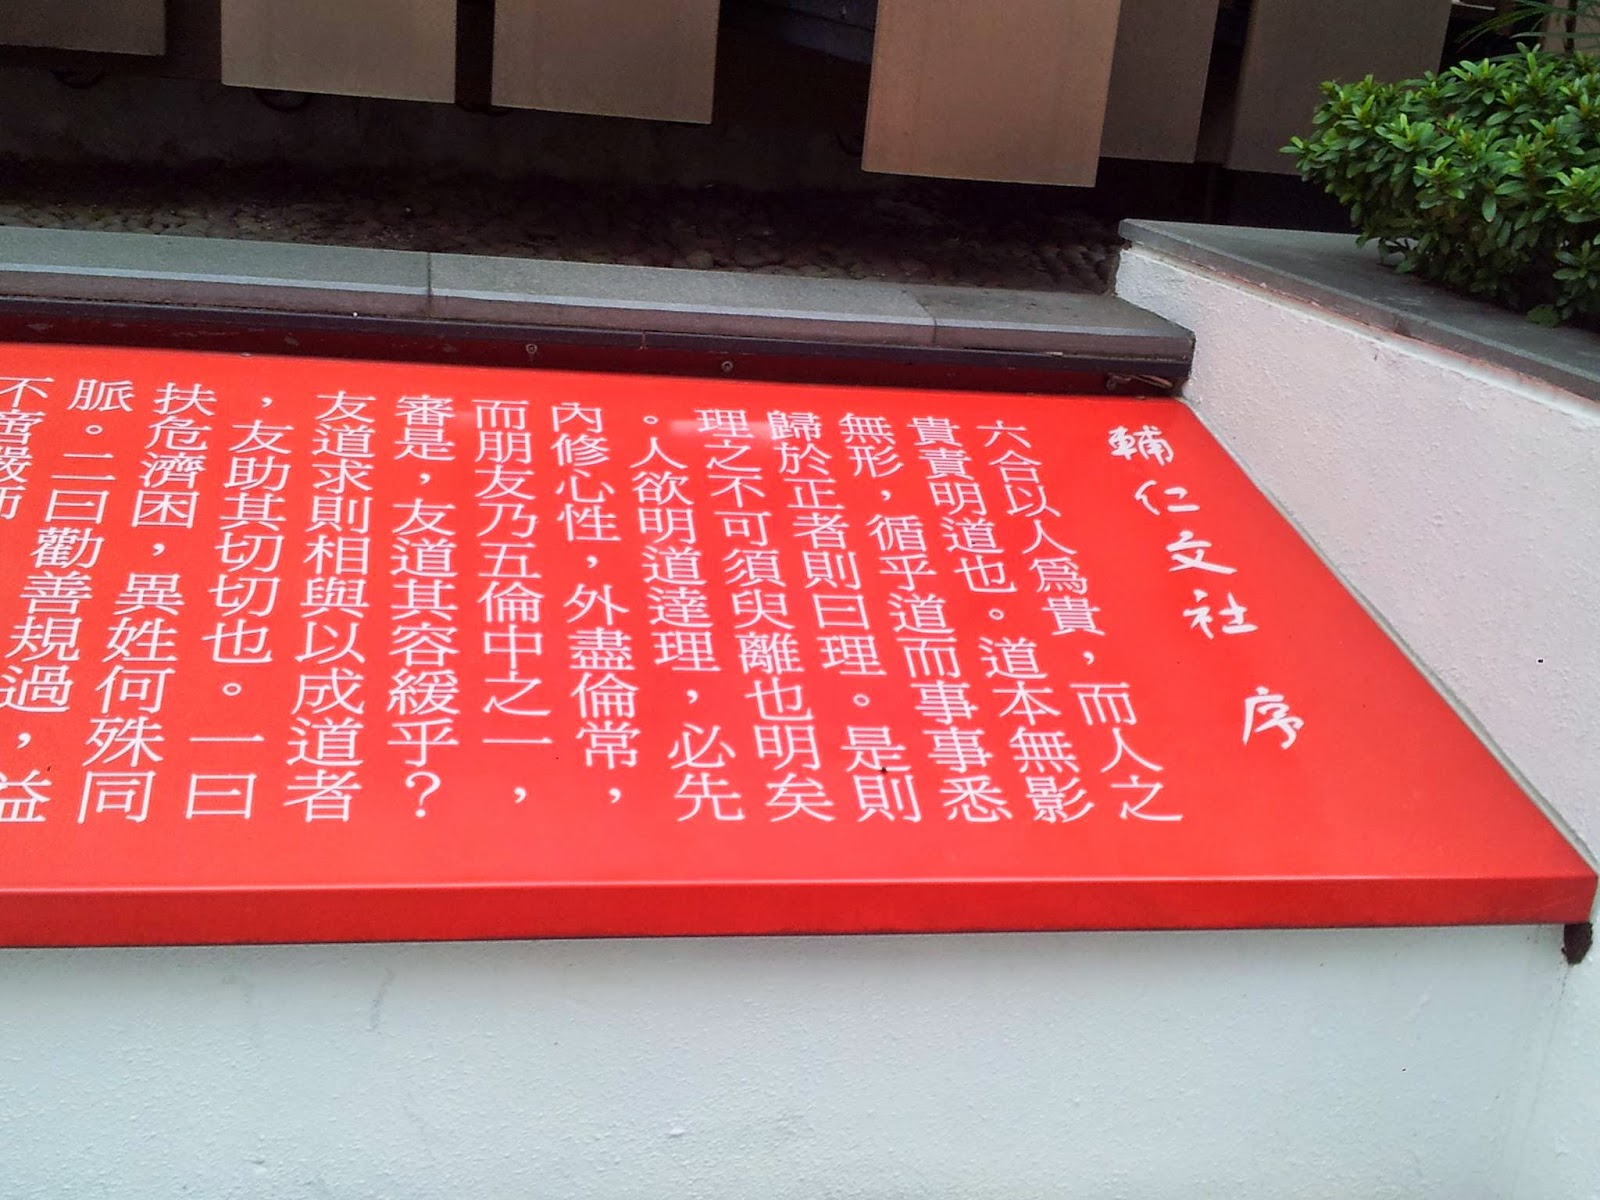 輔仁文社 序
六合以人爲貴，而人之
貴責明道也。道本無影
無形，循乎道而事事悉
歸於正者則曰理。是則
理之不可須臾離也明矣
。人欲明道達理，必先
內修心性，外盡倫常，
而朋友乃五倫中之一，
審是，友道其容緩乎？
友道求則相與以成道者
，友助其切切也。一曰
扶危濟困，異姓何殊同
脈。二曰勸善規過，益
不啻嚴師